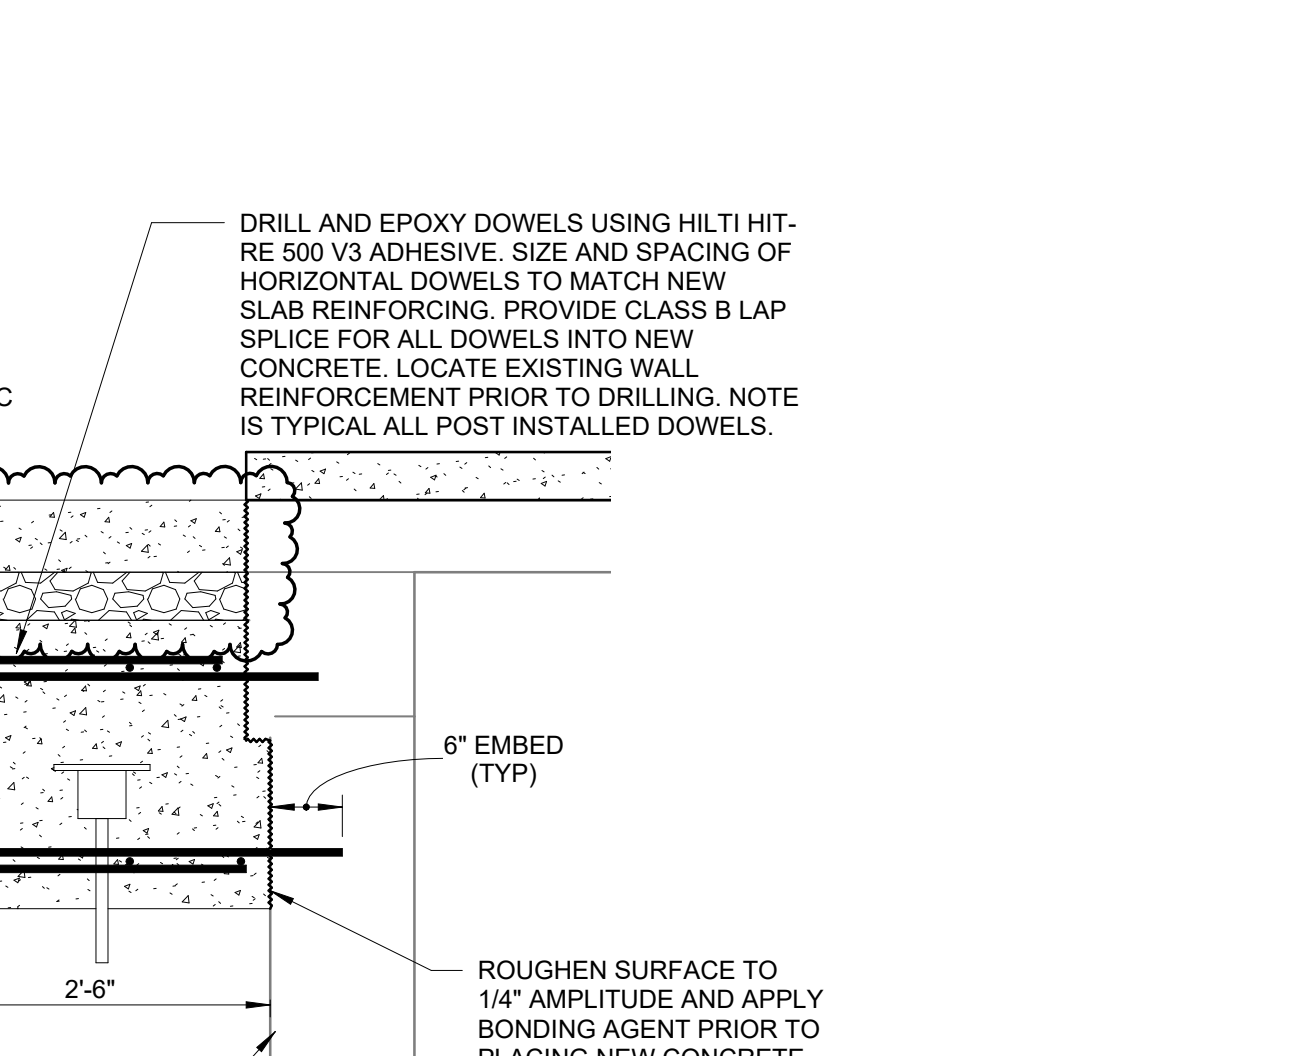 DRILL AND EPOXY DOWELS USING HILTI HIT-
RE 500 V3 ADHESIVE. SIZE AND SPACING OF
HORIZONTAL DOWELS TO MATCH NEW
SLAB REINFORCING. PROVIDE CLASS B LAP
SPLICE FOR ALL DOWELS INTO NEW
CONCRETE. LOCATE EXISTING WALL
REINFORCEMENT PRIOR TO DRILLING. NOTE
IS TYPICAL ALL POST INSTALLED DOWELS.
C
6" EMBED
(TYP)
2'-6"
ROUGHEN SURFACE TO
1/4" AMPLITUDE AND APPLY
BONDING AGENT PRIOR TO
PLACING NEW CONCRETE